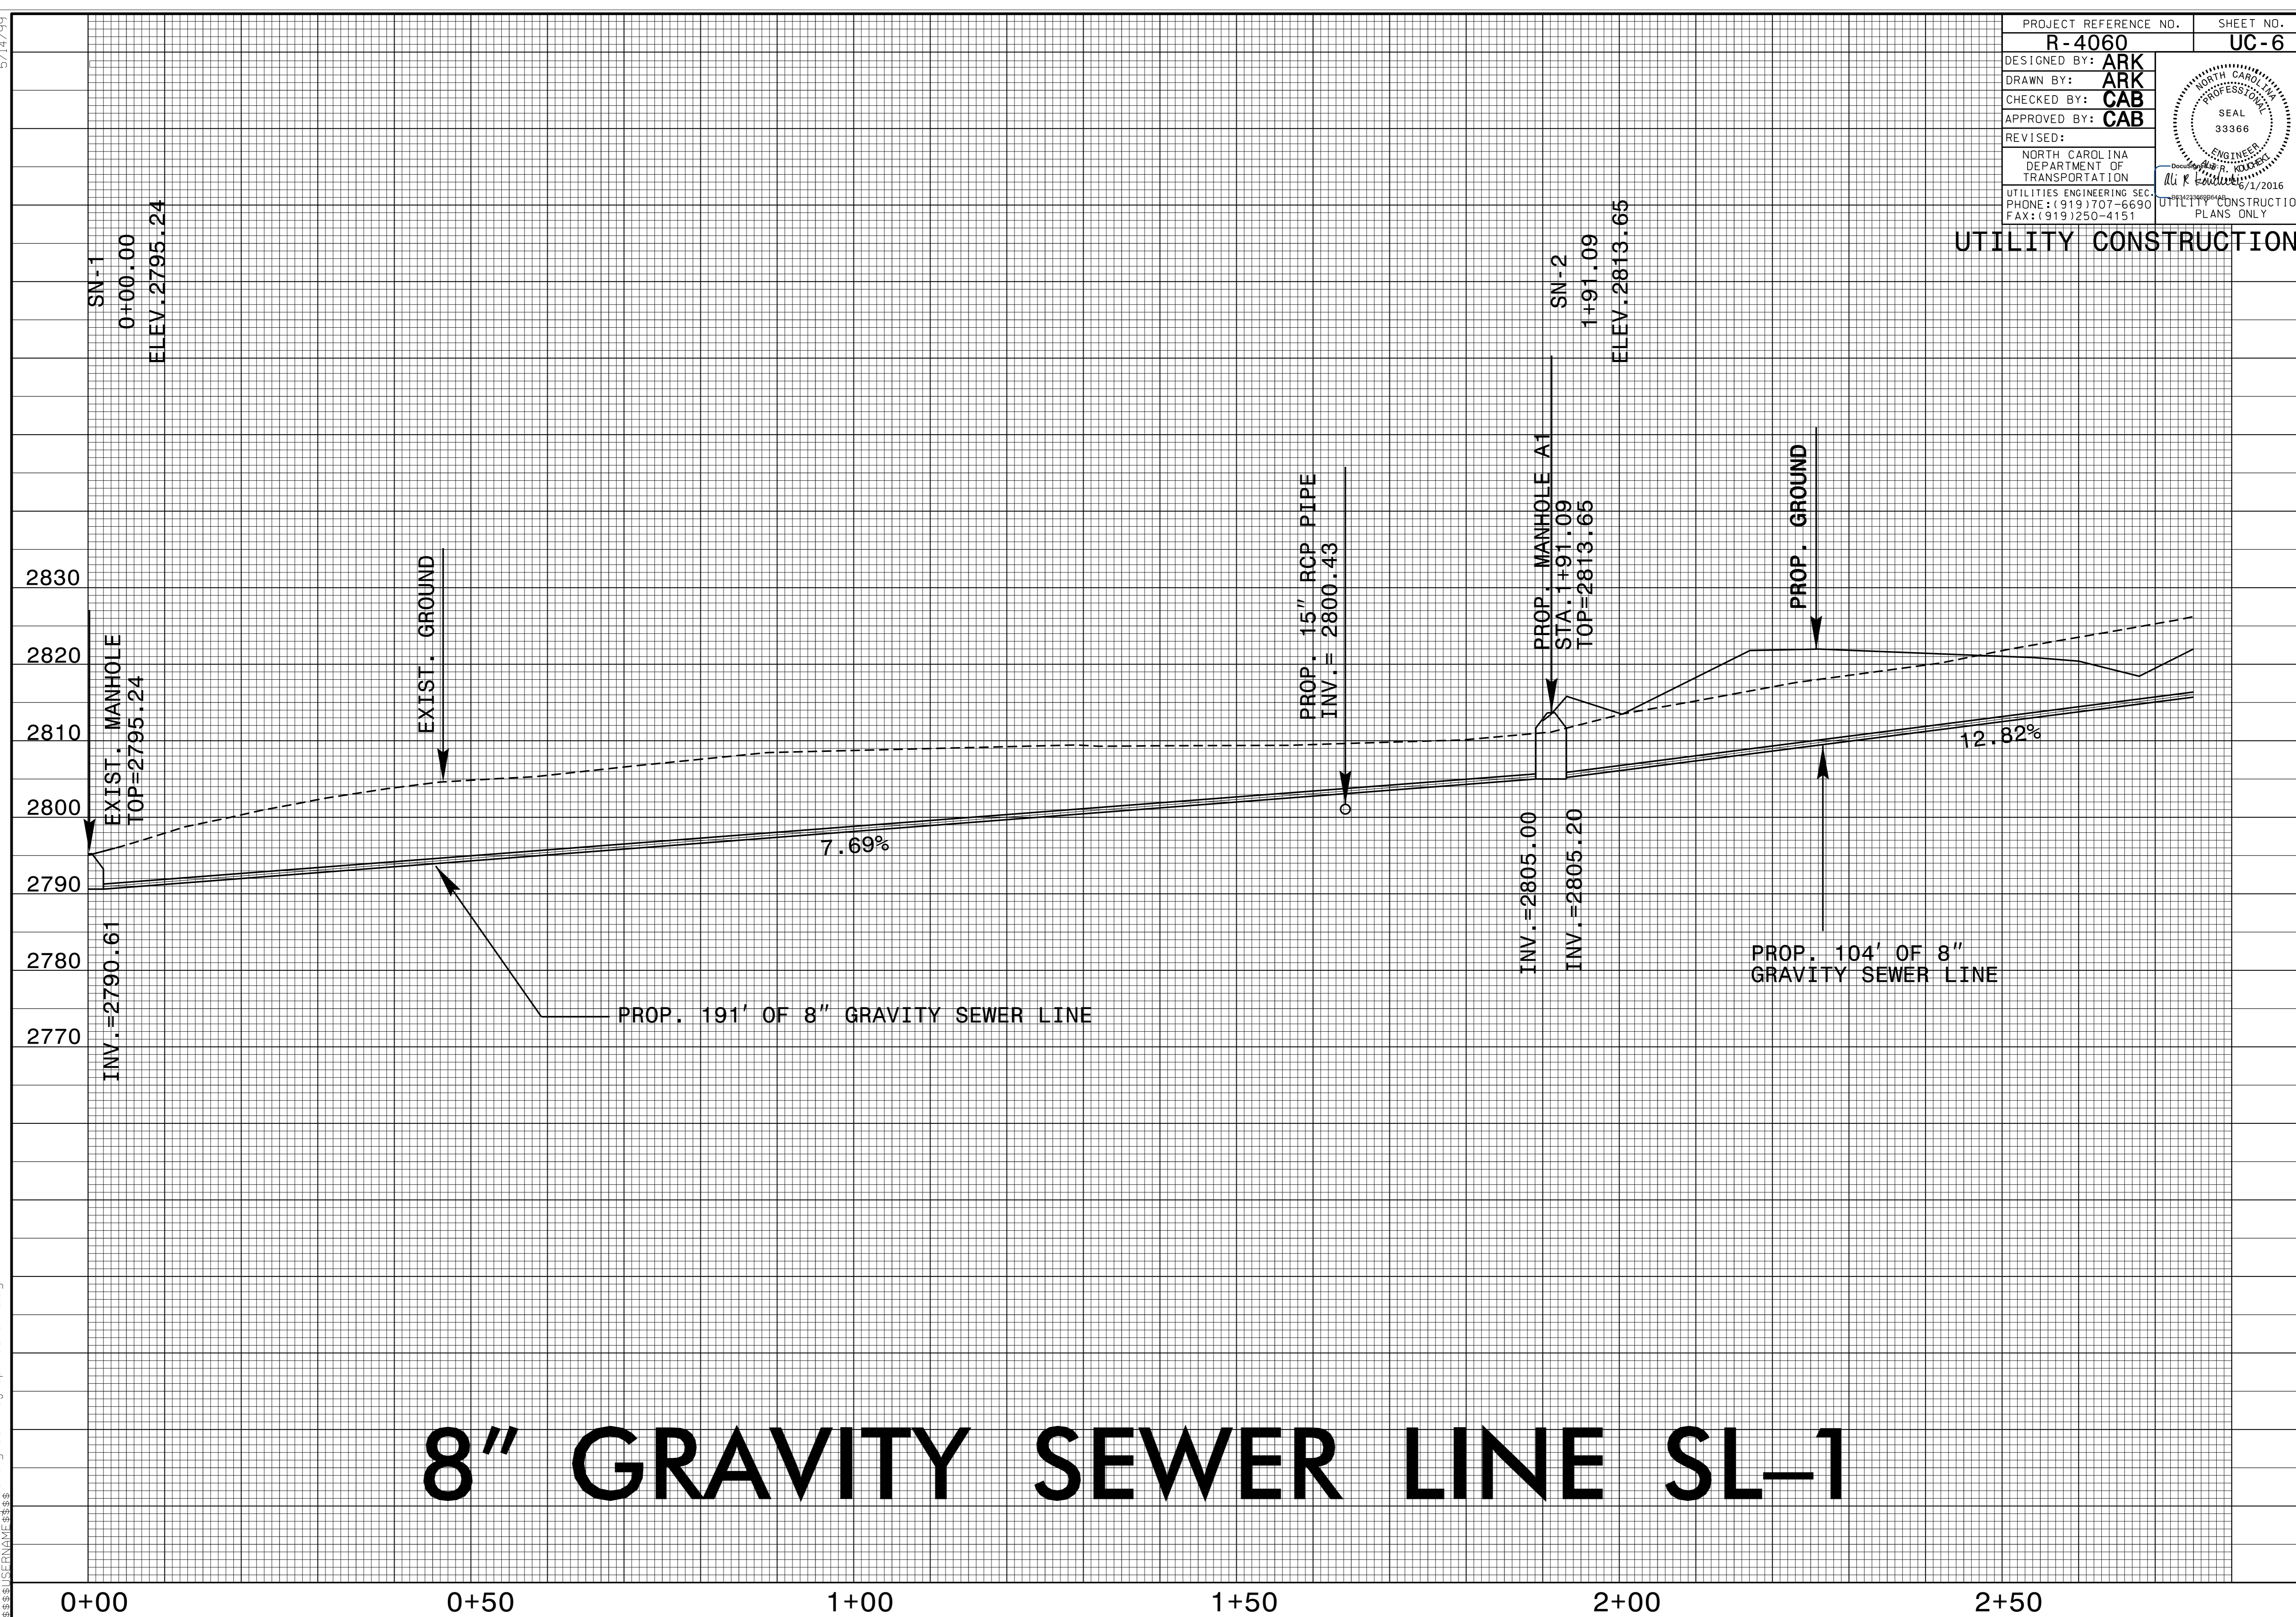 5/14/99
PROJECT REFERENCE NO.
SHEET NO.
R-4060
UC-6
DESIGNED BY: ARK
DRAWN BY: ARK
CHECKED BY: CAB
APPROVED BY: CAB
REVISED:
NORTH CAROLINA
DEPARTMENT OF
TRANSPORTATION
UTILITIES ENGINEERING SEC.
PHONE:(919)707-6690
FAX:(919)250-4151
NORTH CAROLINA
PROFESSIONAL
SEAL
33366
ENGINEER
R. KOUCHEKI
6/1/2016
UTILITY CONSTRUCTIO
PLANS ONLY
UTILITY CONSTRUCTION
SN-1
0+00.00
ELEV.2795.24
SN-2
1+91.09
ELEV.2813.65
EXIST. MANHOLE
TOP=2795.24
EXIST. GROUND
PROP. 15" RCP PIPE
INV.= 2800.43
PROP. MANHOLE A1
STA.1+91.09
TOP=2813.65
PROP. GROUND
2830
2820
2810
2800
2790
2780
2770
7.69%
12.82%
INV.=2790.61
INV.=2805.00
INV.=2805.20
PROP. 191' OF 8" GRAVITY SEWER LINE
PROP. 104' OF 8"
GRAVITY SEWER LINE
8" GRAVITY SEWER LINE SL-1
0+00
0+50
1+00
1+50
2+00
2+50
$$$$USERNAME$$$$